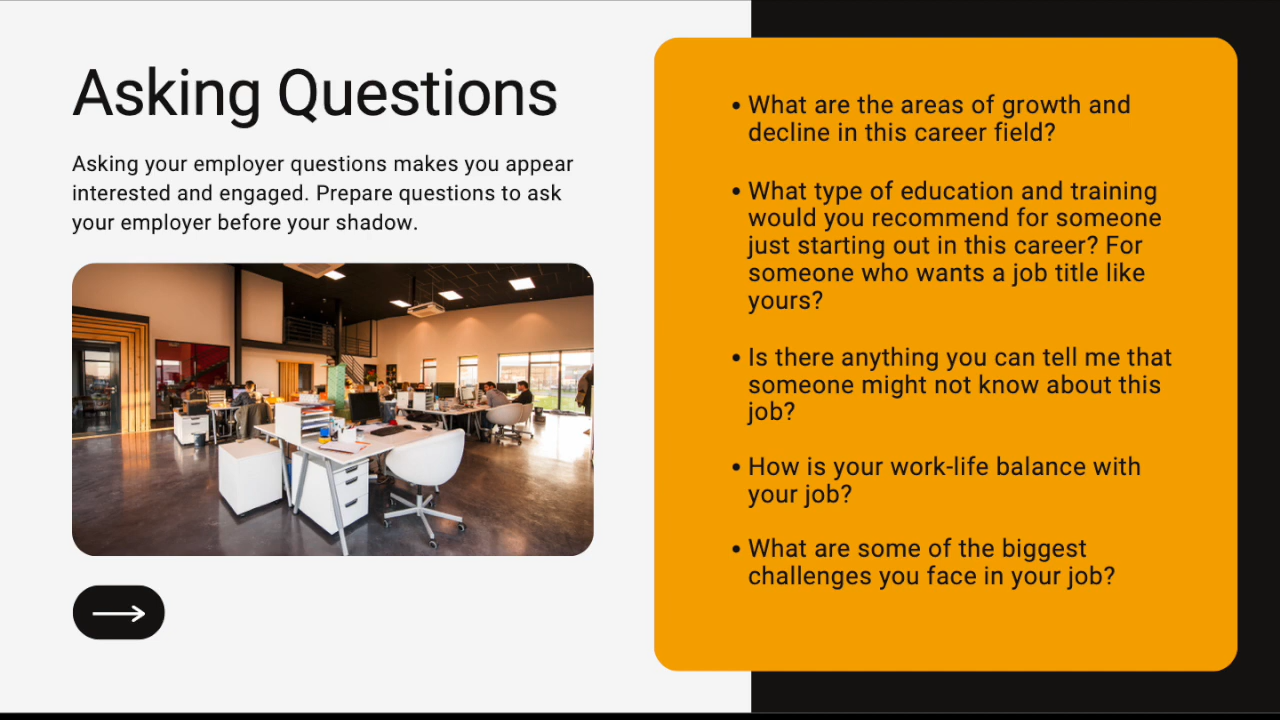 Asking Questions
Asking your employer questions makes you appear
interested and engaged. Prepare questions to ask
your employer before your shadow.
• What are the areas of growth and
decline in this career field?
• What type of education and training
would you recommend for someone
just starting out in this career? For
someone who wants a job title like
yours?
• Is there anything you can tell me that
someone might not know about this
job?
• How is your work-life balance with
your job?
• What are some of the biggest
challenges you face in your job?